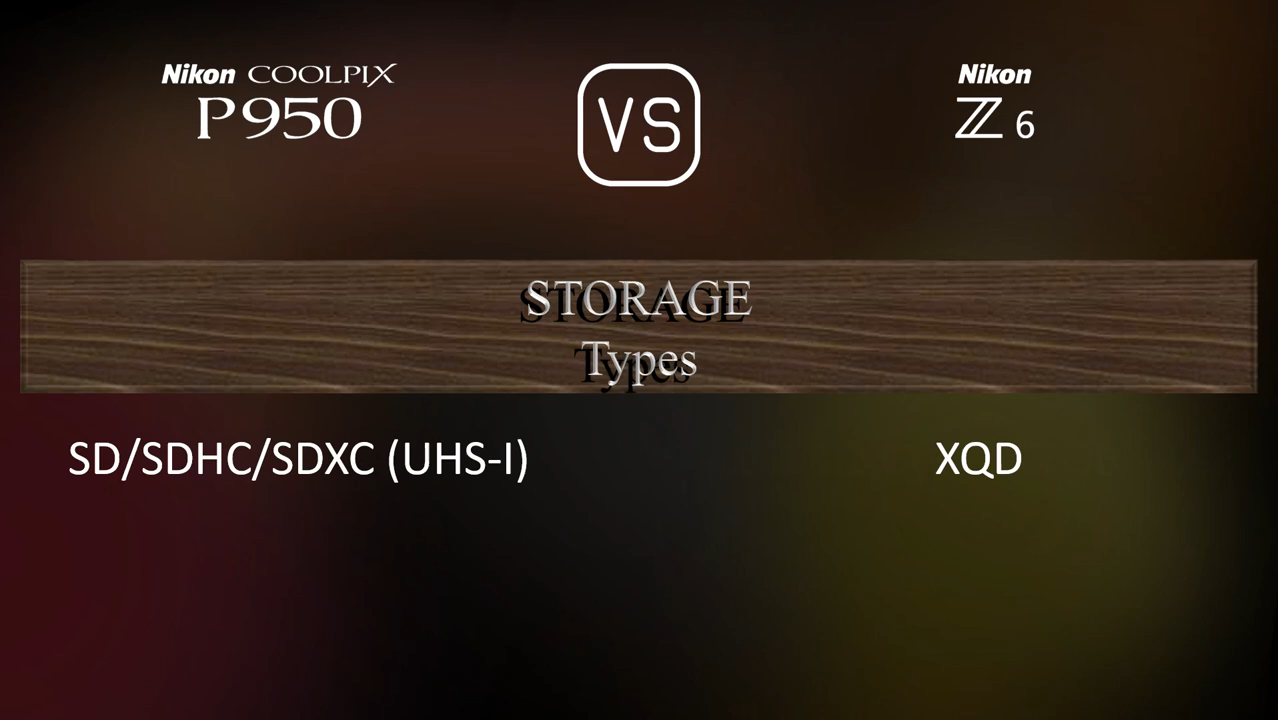 Nikon COOLPIX
P950
VS
Nikon
Z 6
STORAGE
Types
SD/SDHC/SDXC (UHS-I)
XQD